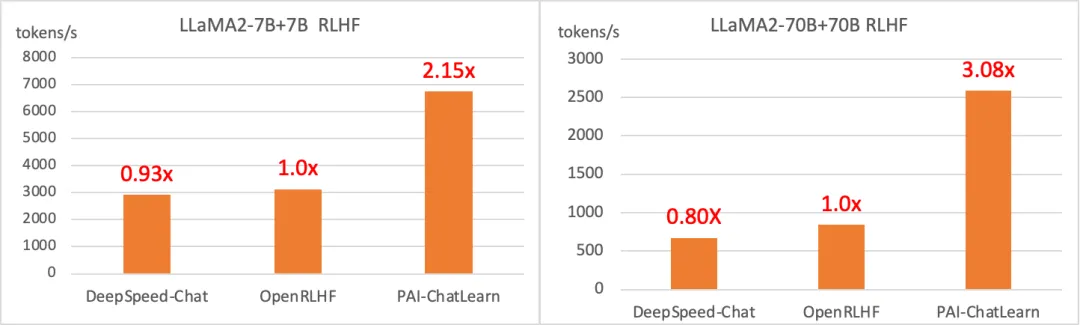 LLaMA2-7B+7B RLHF
tokens/s
8000
7000
6000
5000
4000
3000
2000
1000
0
0.93x
1.0x
2.15x
DeepSpeed-Chat OpenRLHF PAI-ChatLearn
LLaMA2-70B+70B RLHF
tokens/s
3000
2500
2000
1500
1000
500
0
0.80X
1.0x
3.08x
DeepSpeed-Chat OpenRLHF PAI-ChatLearn